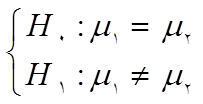 H۰ : μ۱ = μ۲
H۱ : μ۱ ≠ μ۲